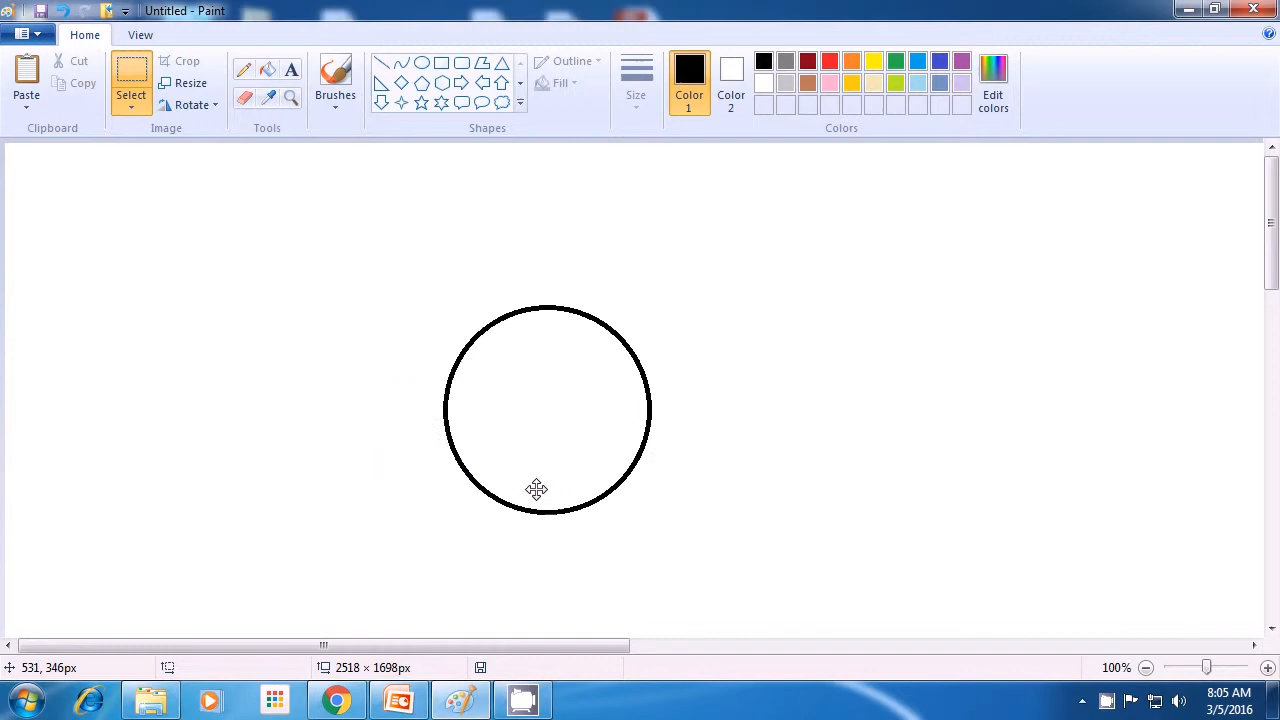 Untitled - Paint
Home View
Paste
Cut
Copy
Clipboard
Select
Crop
Resize
Rotate
Image
A
Tools
Brushes
Outline
Fill
Shapes
Size
Color 1
Color 2
Edit colors
Colors
531, 346px
2518 × 1698px
100%
8:05 AM
3/5/2016